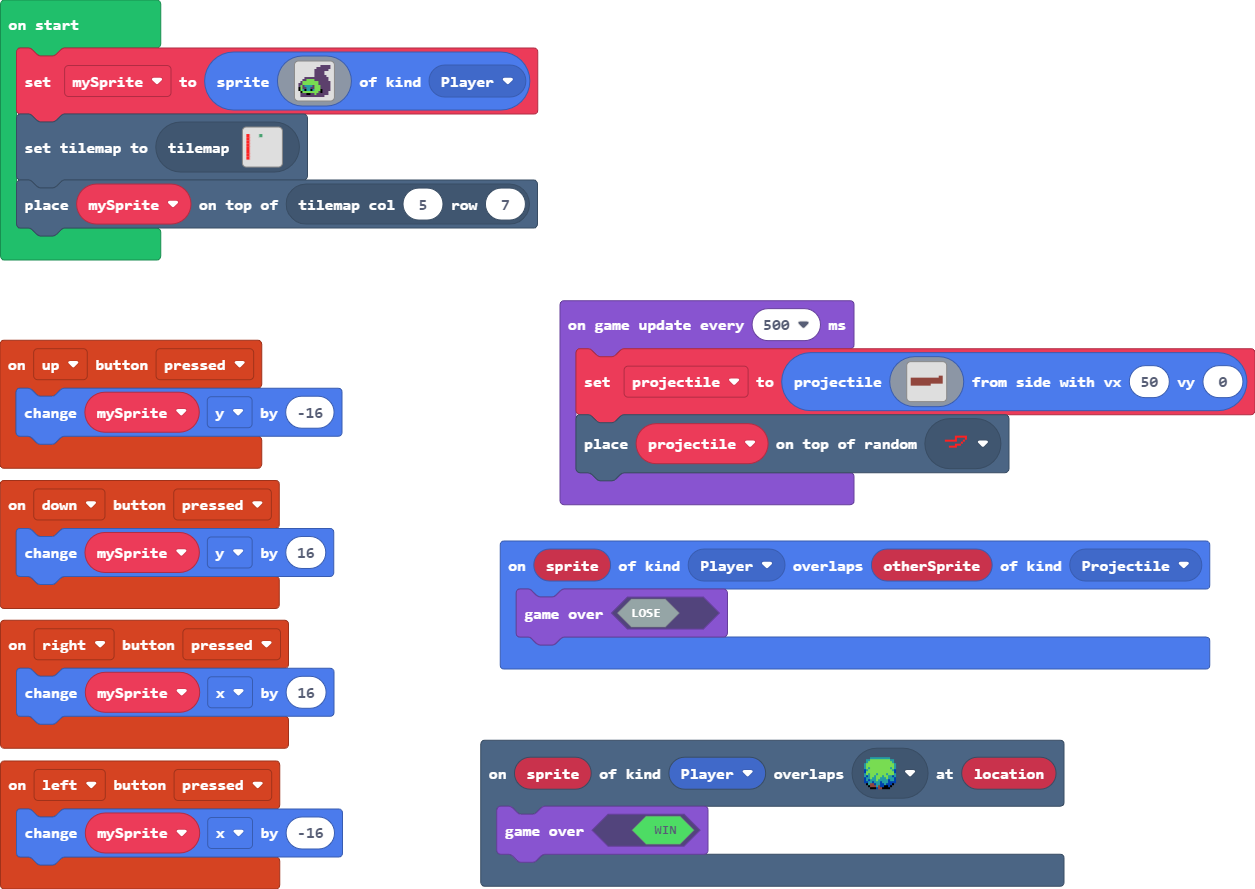 on start
set mySprite to sprite of kind Player
set tilemap to tilemap
place mySprite on top of tilemap col 5 row 7
on game update every 500 ms
set projectile to projectile from side with vx 50 vy 0
place projectile on top of random
on up button pressed
change mySprite y by -16
on down button pressed
change mySprite y by 16
on right button pressed
change mySprite x by 16
on left button pressed
change mySprite x by -16
on sprite of kind Player overlaps otherSprite of kind Projectile
game over LOSE
on sprite of kind Player overlaps at location
game over WIN